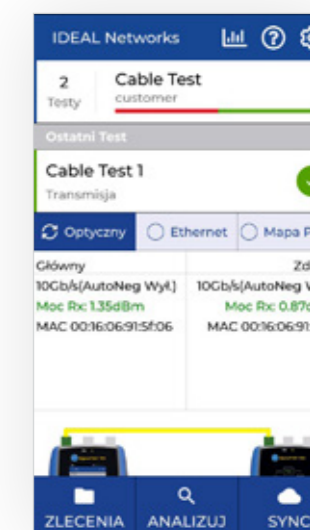 IDEAL Networks
2
Testy
Cable Test
customer
Ostatni Test
Cable Test 1
Transmisja
Optyczny Ethernet Mapa P
Główny Zd
10Gb/s(AutoNeg Wył.) 10Gb/s(AutoNeg W
Moc Rx: 1.35dBm Moc Rx: 0.87d
MAC 00:16:06:91:5f:06 MAC 00:16:06:91:
ZLECENIA ANALIZUJ SYNC